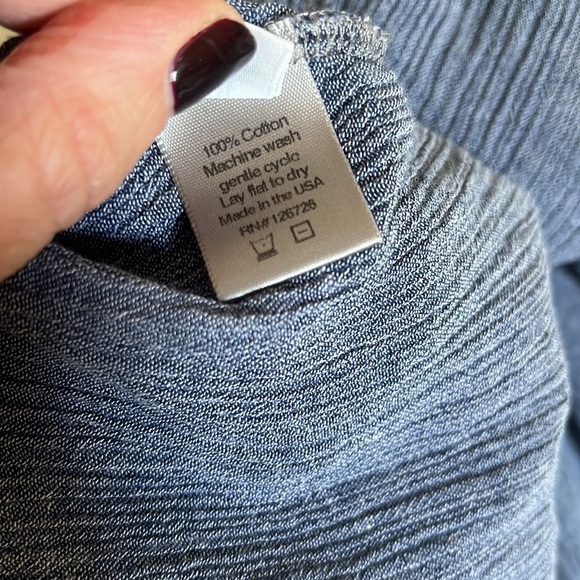 100% Cotton
Machine wash
gentle cycle
Lay flat to dry
Made in the USA
RN# 126726